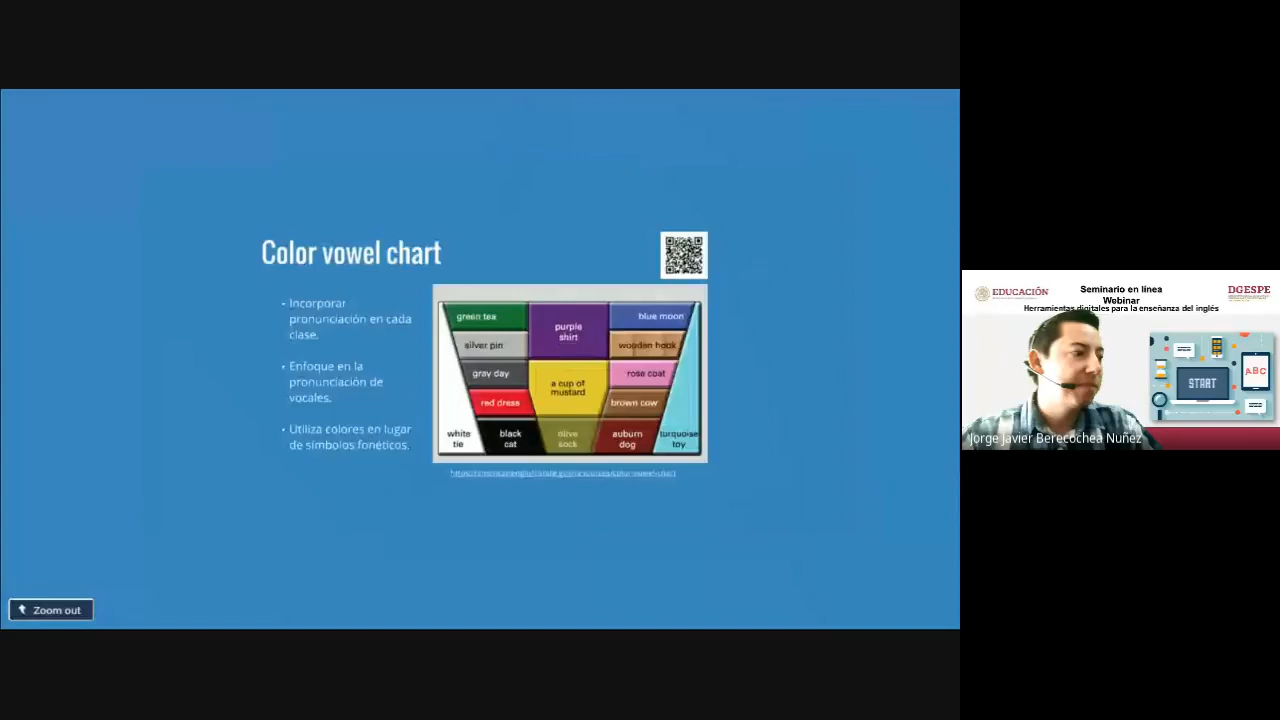 Color vowel chart
- Incorporar
pronunciación en cada
clase.
- Enfoque en la
pronunciación de
vocales.
- Utiliza colores en lugar
de símbolos fonéticos.
green tea
purple
shirt
blue moon
silver pin
wooden hook
gray day
a cup of
mustard
rose coat
red dress
brown cow
white
tie
black
cat
olive
sock
auburn
dog
turquoise
toy
Zoom out
EDUCACIÓN
Seminario en línea
Webinar
Herramientas digitales para la enseñanza del inglés
DGESPE
START
ABC
Jorge Javier Berecochea Nuñez